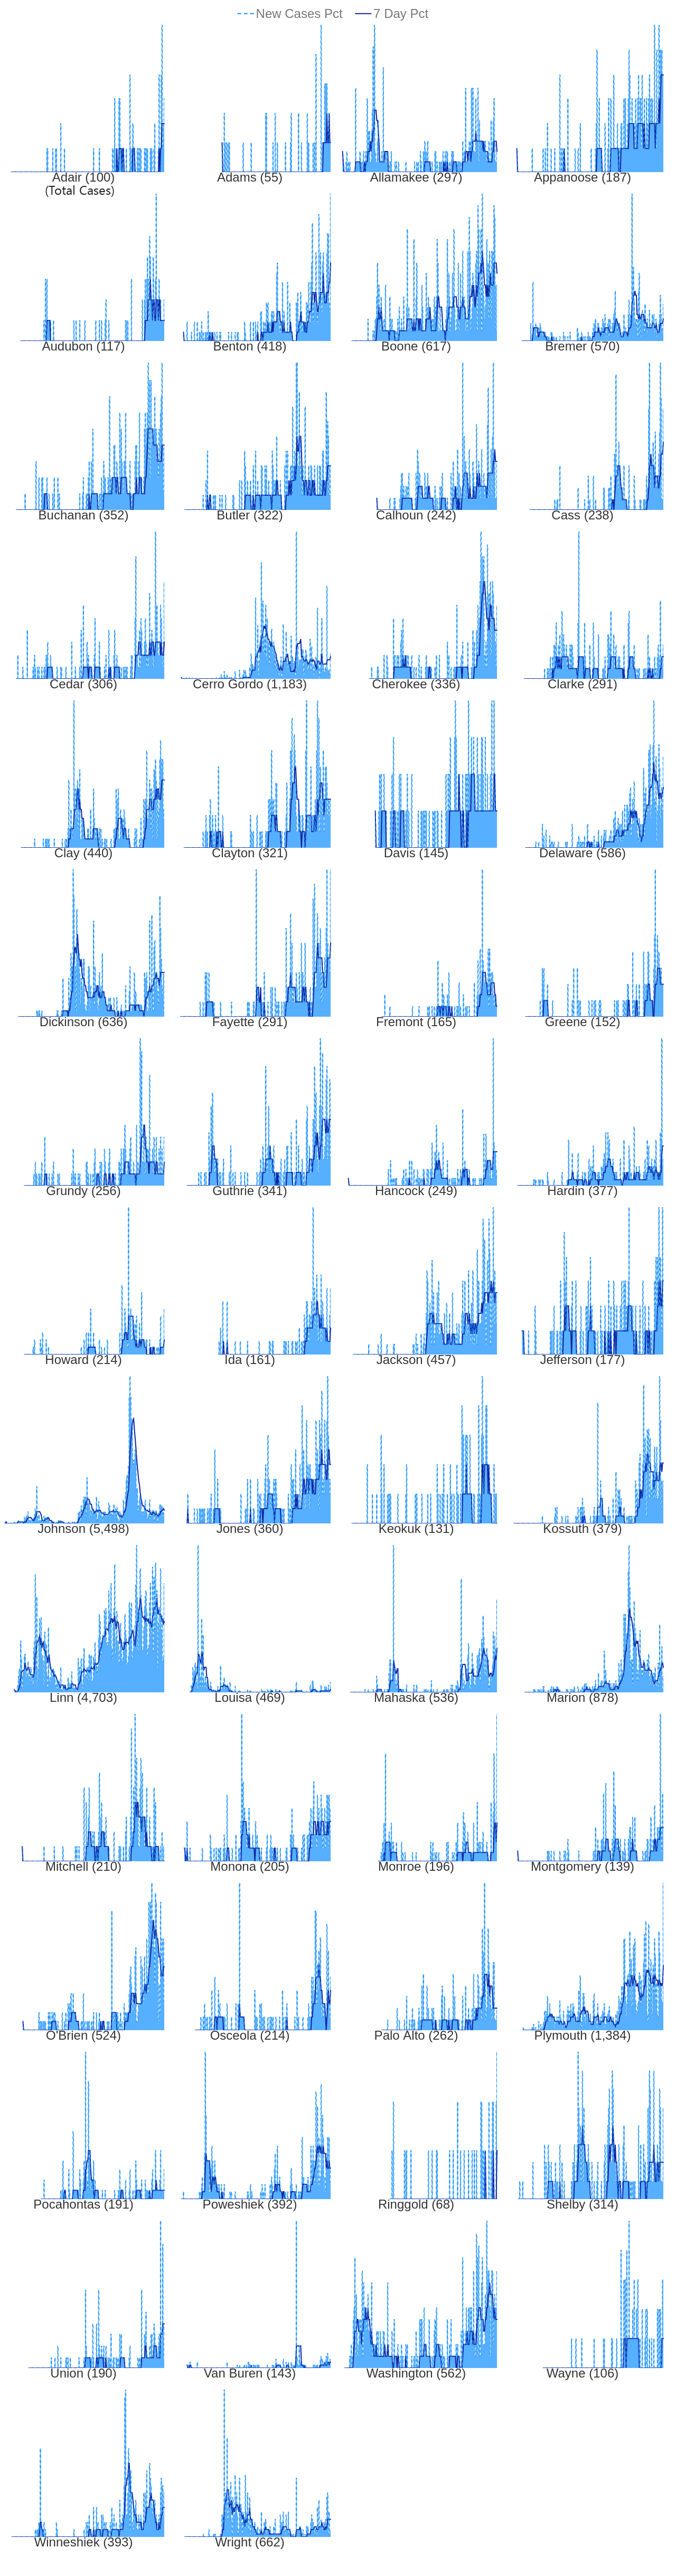 New Cases Pct 7 Day Pct
Adair (100) Adams (55) Allamakee (297) Appanoose (187)
(Total Cases)
Audubon (117) Benton (418) Boone (617) Bremer (570)
Buchanan (352) Butler (322) Calhoun (242) Cass (238)
Cedar (306) Cerro Gordo (1,183) Cherokee (336) Clarke (291)
Clay (440) Clayton (321) Davis (145) Delaware (586)
Dickinson (636) Fayette (291) Fremont (165) Greene (152)
Grundy (256) Guthrie (341) Hancock (249) Hardin (377)
Howard (214) Ida (161) Jackson (457) Jefferson (177)
Johnson (5,498) Jones (360) Keokuk (131) Kossuth (379)
Linn (4,703) Louisa (469) Mahaska (536) Marion (878)
Mitchell (210) Monona (205) Monroe (196) Montgomery (139)
O'Brien (524) Osceola (214) Palo Alto (262) Plymouth (1,384)
Pocahontas (191) Poweshiek (392) Ringgold (68) Shelby (314)
Union (190) Van Buren (143) Washington (562) Wayne (106)
Winneshiek (393) Wright (662)